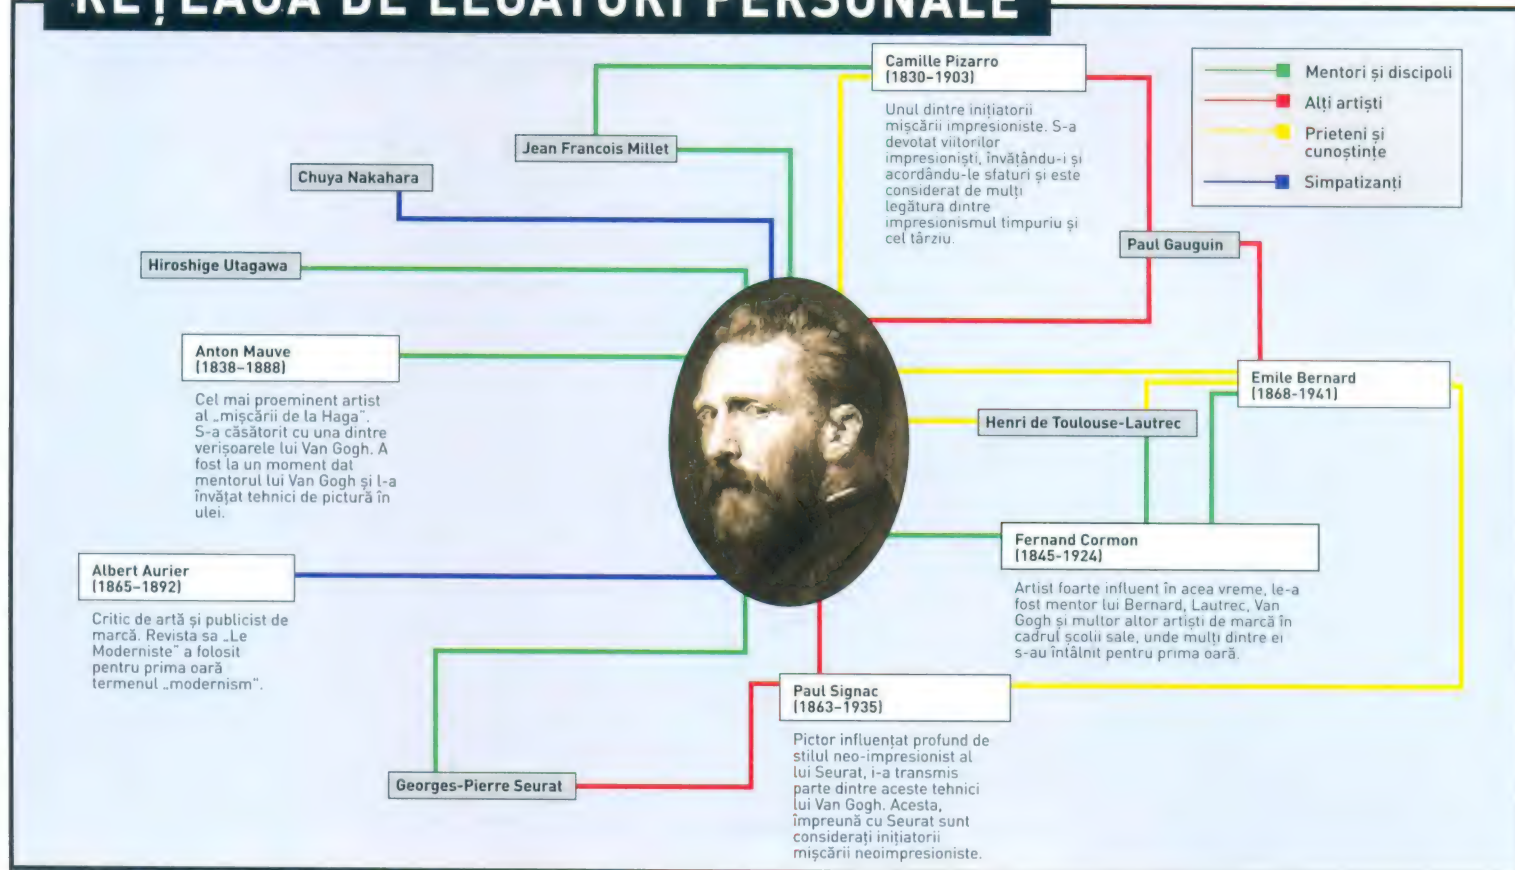 REȚEAUA DE LEGĂTURI PERSONALE
Camille Pizarro
(1830–1903)
Unul dintre inițiatorii
mișcării impresioniste. S-a
devotat viitorilor
impresioniști, învățându-i și
acordându-le sfaturi și este
considerat de mulți
legătura dintre
impresionismul timpuriu și
cel târziu.
Mentori și discipoli
Alți artiști
Prieteni și
cunoștințe
Simpatizanți
Jean Francois Millet
Chuya Nakahara
Paul Gauguin
Hiroshige Utagawa
Anton Mauve
(1838–1888)
Cel mai proeminent artist
al „mișcării de la Haga”.
S-a căsătorit cu una dintre
verișoarele lui Van Gogh. A
fost la un moment dat
mentorul lui Van Gogh și l-a
învățat tehnici de pictură în
ulei.
Emile Bernard
(1868-1941)
Henri de Toulouse-Lautrec
Fernand Cormon
(1845-1924)
Artist foarte influent în acea vreme, le-a
fost mentor lui Bernard, Lautrec, Van
Gogh și multor altor artiști de marcă în
cadrul școlii sale, unde mulți dintre ei
s-au întâlnit pentru prima oară.
Albert Aurier
(1865–1892)
Critic de artă și publicist de
marcă. Revista sa „Le
Moderniste” a folosit
pentru prima oară
termenul „modernism”.
Paul Signac
(1863–1935)
Pictor influențat profund de
stilul neo-impresionist al
lui Seurat, i-a transmis
parte dintre aceste tehnici
lui Van Gogh. Acesta,
împreună cu Seurat sunt
considerați inițiatorii
mișcării neoimpresioniste.
Georges-Pierre Seurat